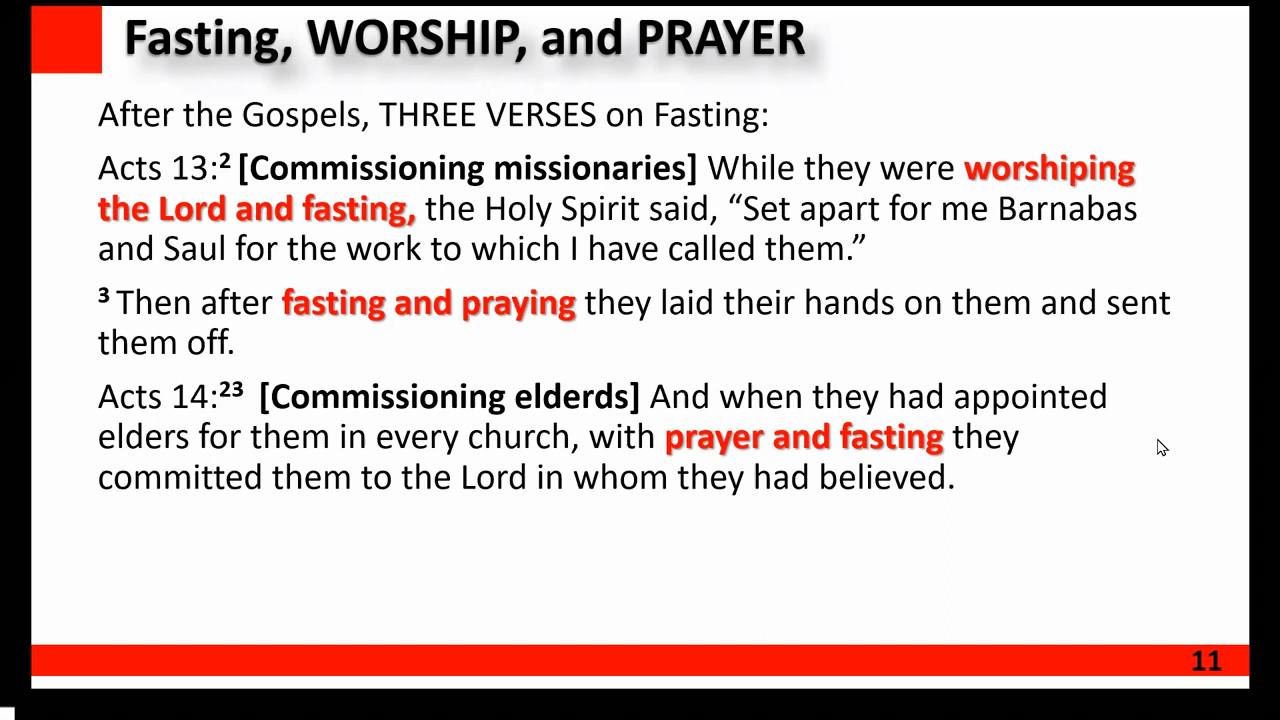 Fasting, WORSHIP, and PRAYER
After the Gospels, THREE VERSES on Fasting:
Acts 13:2 [Commissioning missionaries] While they were worshiping
the Lord and fasting, the Holy Spirit said, “Set apart for me Barnabas
and Saul for the work to which I have called them.”
3 Then after fasting and praying they laid their hands on them and sent
them off.
Acts 14:23 [Commissioning elderds] And when they had appointed
elders for them in every church, with prayer and fasting they
committed them to the Lord in whom they had believed.
11